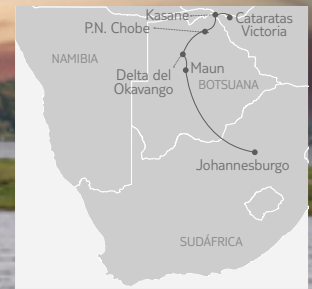 Kasane
Cataratas
Victoria
P.N. Chobe
NAMIBIA
Delta del
Okavango
Maun
BOTSUANA
Johannesburgo
SUDÁFRICA